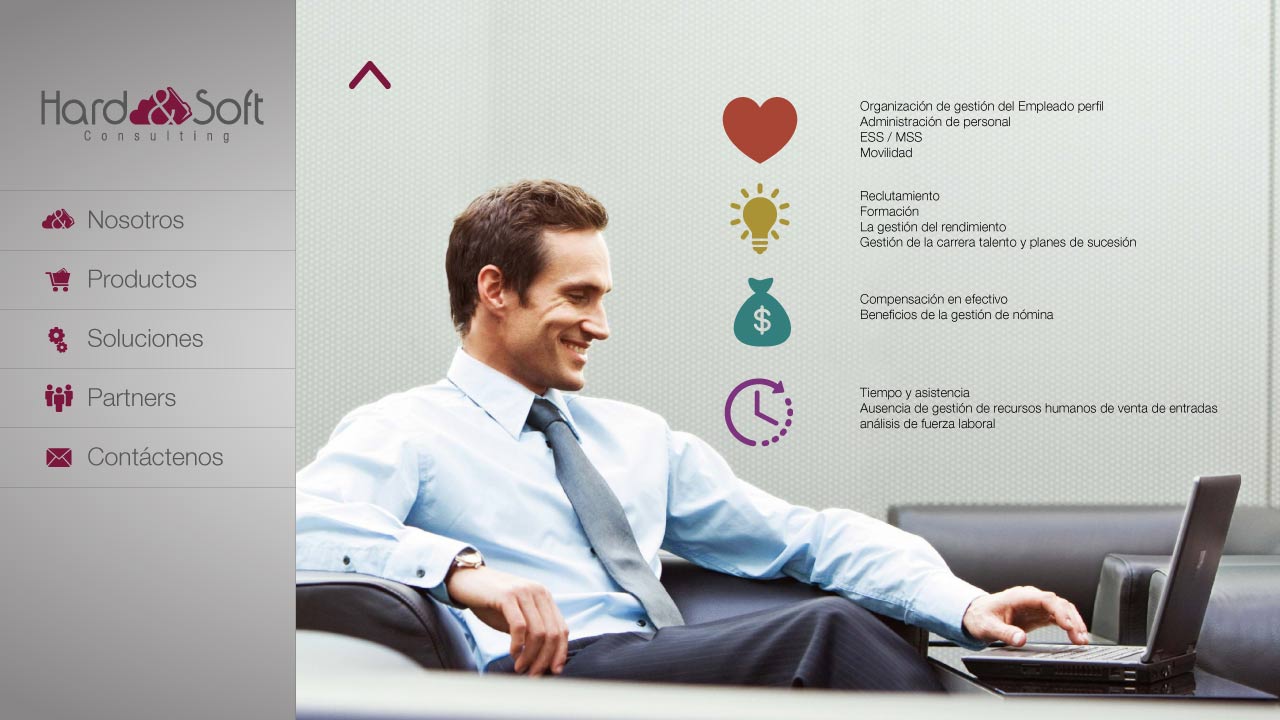 Hard&Soft
Consulting
Nosotros
Productos
Soluciones
Partners
Contáctenos
Organización de gestión del Empleado perfil
Administración de personal
ESS / MSS
Movilidad
Reclutamiento
Formación
La gestión del rendimiento
Gestión de la carrera talento y planes de sucesión
$
Compensación en efectivo
Beneficios de la gestión de nómina
Tiempo y asistencia
Ausencia de gestión de recursos humanos de venta de entradas
análisis de fuerza laboral